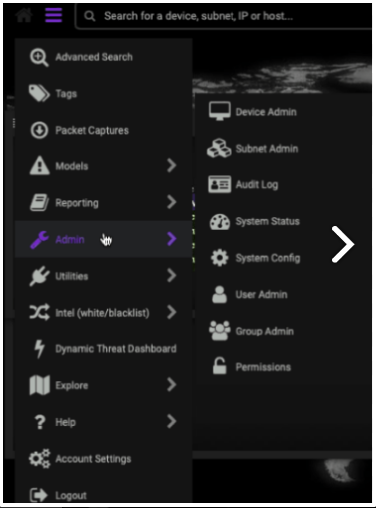 Search for a device, subnet, IP or host...
Advanced Search
Tags
Packet Captures
Models
Reporting
Admin
Utilities
Intel (white/blacklist)
Dynamic Threat Dashboard
Explore
Help
Account Settings
Logout
Device Admin
Subnet Admin
Audit Log
System Status
System Config
User Admin
Group Admin
Permissions